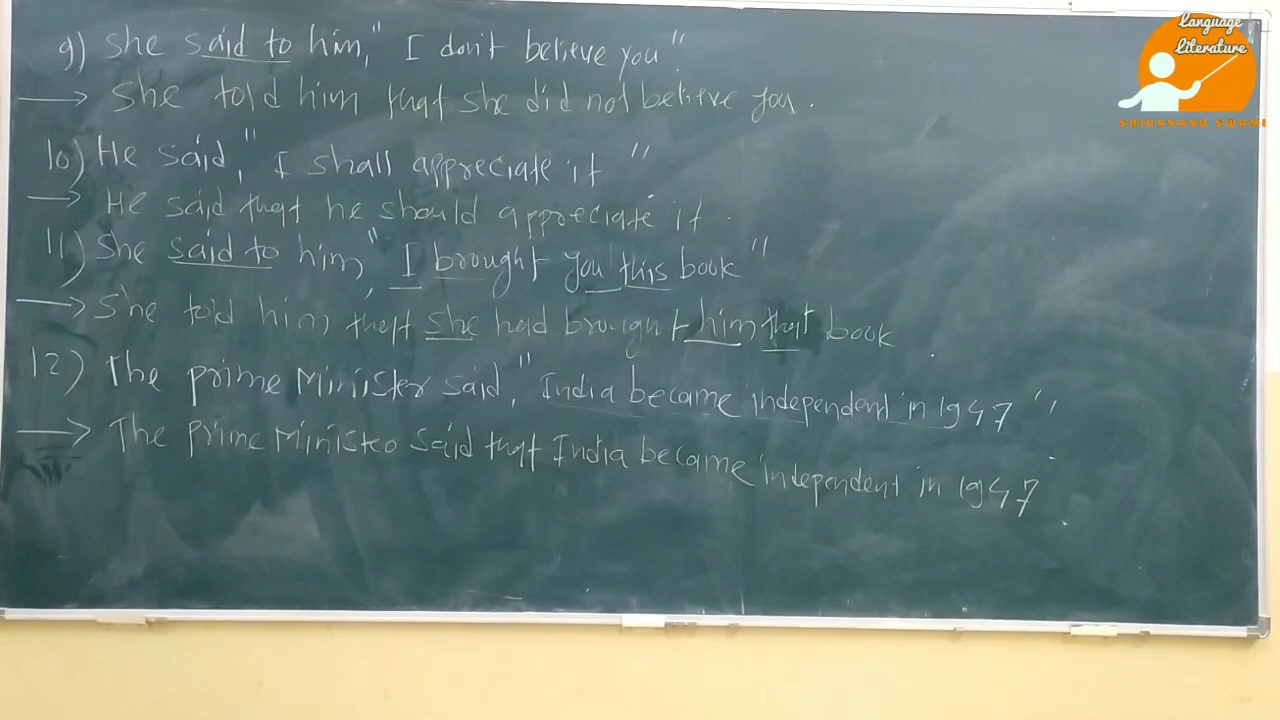 Language
Literature
SHIVANAND SWAMI
9) She said to him," I don't believe you".
→ She told him that she did not believe you.
10) He said," I shall appreciate it "
→ He said that he should appreciate it.
11) She said to him," I brought you this book"
→ She told him that she had brought him that book.
12) The prime Minister said," India became independent in 1947 "
→ The prime Minister said that India became independent in 1947.